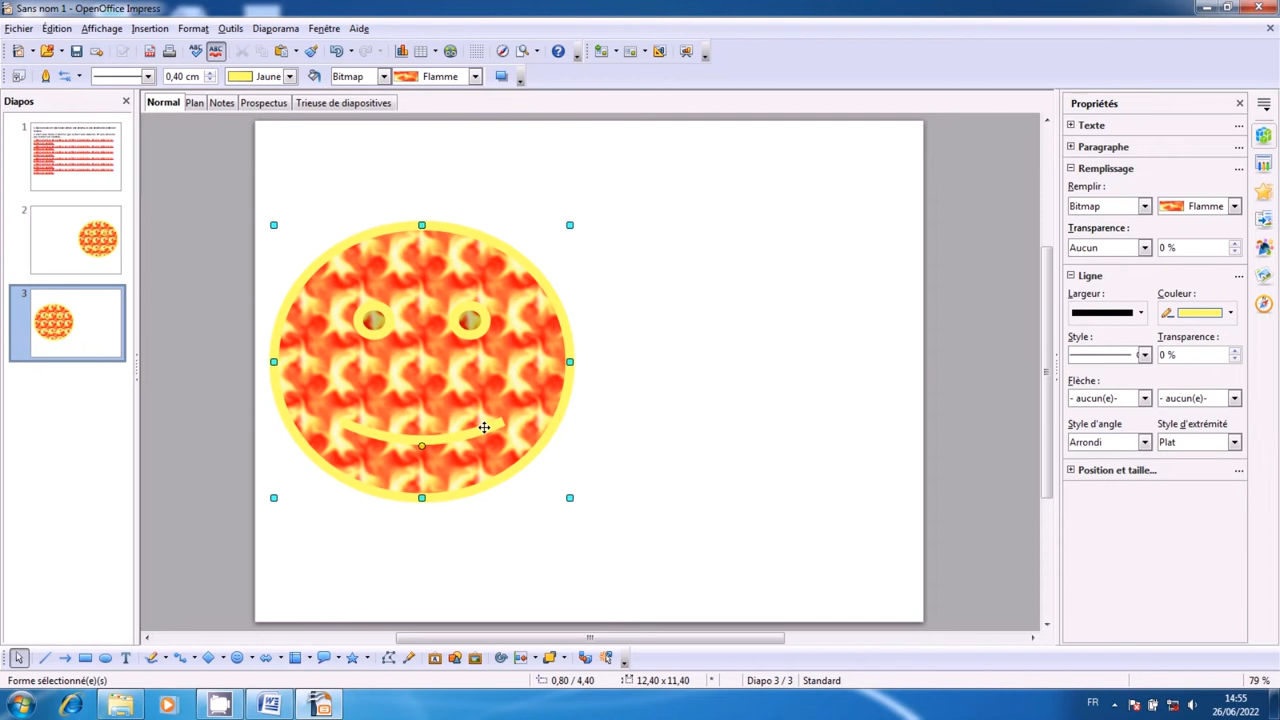 Sans nom 1 - OpenOffice Impress
Fichier Édition Affichage Insertion Format Outils Diaporama Fenêtre Aide
0,40 cm Jaune Bitmap Flamme
Diapos
Normal Plan Notes Prospectus Trieuse de diapositives
Propriétés
1
2
3
Texte
Paragraphe
Remplissage
Remplir :
Bitmap Flamme
Transparence :
Aucun 0 %
Ligne
Largeur : Couleur :
Style : Transparence :
0 %
Flèche :
- aucun(e)- - aucun(e)-
Style d'angle Style d'extrémité
Arrondi Plat
Position et taille...
Forme sélectionné(e)(s) 0,80 / 4,40 12,40 x 11,40 * Diapo 3 / 3 Standard 79 %
FR 14:55
26/06/2022